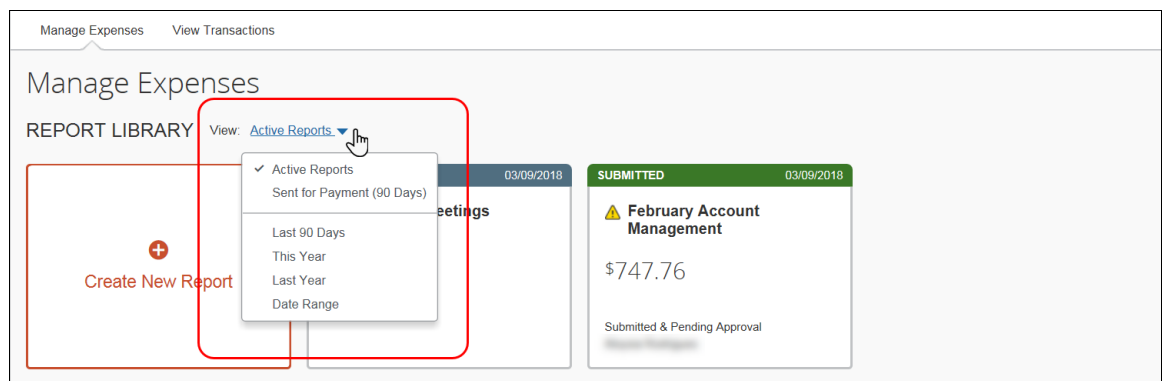 Manage Expenses View Transactions
Manage Expenses
REPORT LIBRARY View: Active Reports
✓ Active Reports
Sent for Payment (90 Days)
Last 90 Days
This Year
Last Year
Date Range
Create New Report
03/09/2018
eetings
SUBMITTED 03/09/2018
February Account
Management
$747.76
Submitted & Pending Approval